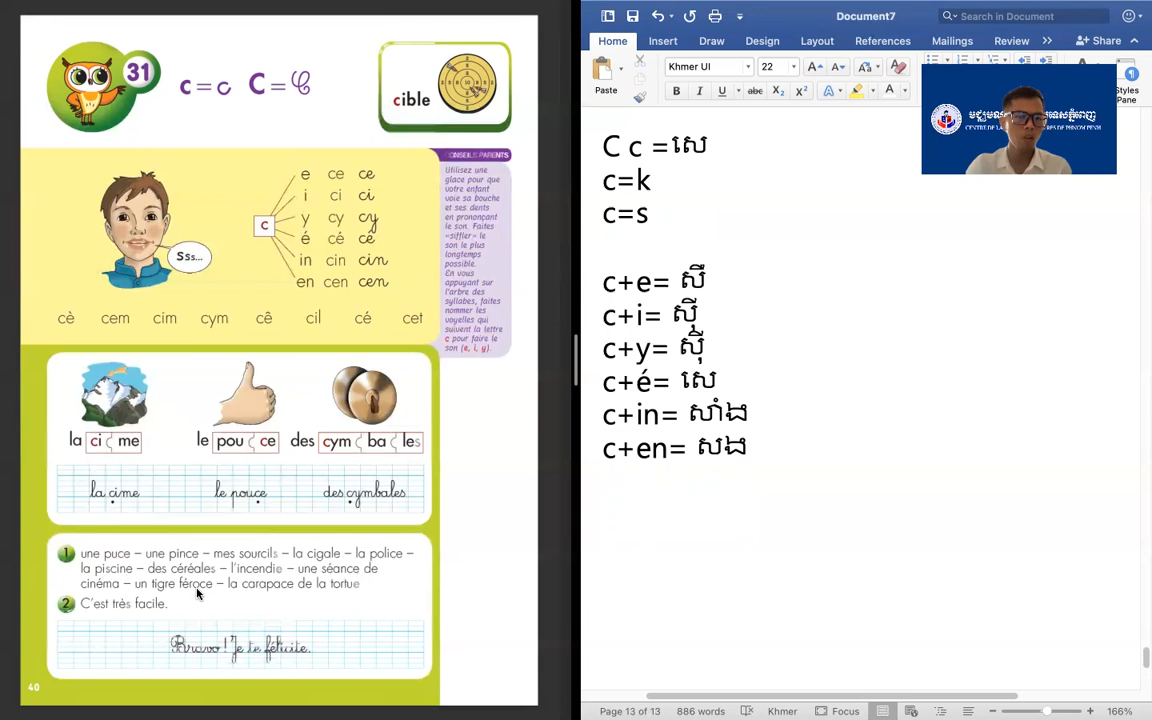 31
c = c C = C
cible
CONSEILS PARENTS
Utilisez une
glace pour que
votre enfant
voie sa bouche
et ses dents
en prononçant
le son. Faites
«siffler» le
son le plus
longtemps
possible.
En vous
appuyant sur
l'arbre des
syllabes, faites
nommer les
voyelles qui
suivent la lettre
c pour faire le
son (e, i, y).
Sss...
c
e ce ce
i ci ci
y cy cy
é cé cé
in cin cin
en cen cen
cè cem cim cym cê cil cé cet
la ci me
le pou ce
des cym ba les
la cime le pouce des cymbales
1 une puce – une pince – mes sourcils – la cigale – la police –
la piscine – des céréales – l'incendie – une séance de
cinéma – un tigre féroce – la carapace de la tortue
2 C'est très facile.
Bravo ! Je te félicite.
40
Document7
Search in Document
Home Insert Draw Design Layout References Mailings Review Share
Paste
Khmer UI 22
Styles
Pane
C c =សេ
c=k
c=s
c+e= សឺ
c+i= ស៊ី
c+y= ស៊ី
c+é= សេ
c+in= សាំង
c+en= សង
Page 13 of 13 886 words Khmer Focus 166%